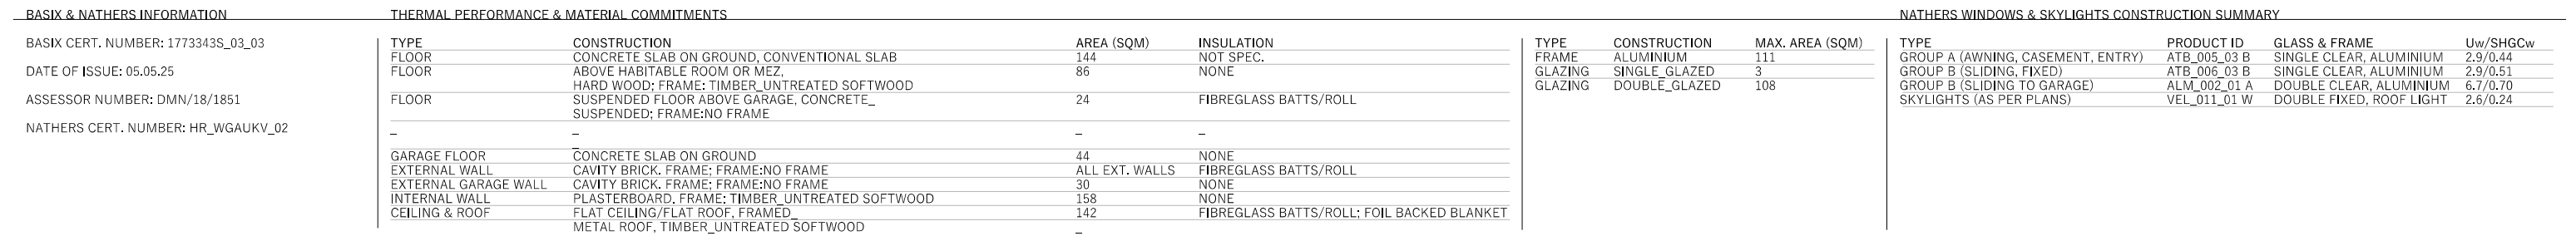 BASIX & NATHERS INFORMATION
BASIX CERT. NUMBER: 1773343S_03_03
DATE OF ISSUE: 05.05.25
ASSESSOR NUMBER: DMN/18/1851
NATHERS CERT. NUMBER: HR_WGAUKV_02
THERMAL PERFORMANCE & MATERIAL COMMITMENTS
TYPE CONSTRUCTION AREA (SQM) INSULATION
FLOOR CONCRETE SLAB ON GROUND, CONVENTIONAL SLAB 144 NOT SPEC.
FLOOR ABOVE HABITABLE ROOM OR MEZ, 86 NONE
HARD WOOD; FRAME: TIMBER_UNTREATED SOFTWOOD
FLOOR SUSPENDED FLOOR ABOVE GARAGE, CONCRETE_ 24 FIBREGLASS BATTS/ROLL
SUSPENDED; FRAME:NO FRAME
_ _ _ _
_
GARAGE FLOOR CONCRETE SLAB ON GROUND 44 NONE
EXTERNAL WALL CAVITY BRICK. FRAME; FRAME:NO FRAME ALL EXT. WALLS FIBREGLASS BATTS/ROLL
EXTERNAL GARAGE WALL CAVITY BRICK. FRAME; FRAME:NO FRAME 30 NONE
INTERNAL WALL PLASTERBOARD. FRAME; TIMBER_UNTREATED SOFTWOOD 158 NONE
CEILING & ROOF FLAT CEILING/FLAT ROOF, FRAMED_ 142 FIBREGLASS BATTS/ROLL; FOIL BACKED BLANKET
METAL ROOF, TIMBER_UNTREATED SOFTWOOD _
TYPE CONSTRUCTION MAX. AREA (SQM)
FRAME ALUMINIUM 111
GLAZING SINGLE_GLAZED 3
GLAZING DOUBLE_GLAZED 108
NATHERS WINDOWS & SKYLIGHTS CONSTRUCTION SUMMARY
TYPE PRODUCT ID GLASS & FRAME Uw/SHGCw
GROUP A (AWNING, CASEMENT, ENTRY) ATB_005_03 B SINGLE CLEAR, ALUMINIUM 2.9/0.44
GROUP B (SLIDING, FIXED) ATB_006_03 B SINGLE CLEAR, ALUMINIUM 2.9/0.51
GROUP B (SLIDING TO GARAGE) ALM_002_01 A DOUBLE CLEAR, ALUMINIUM 6.7/0.70
SKYLIGHTS (AS PER PLANS) VEL_011_01 W DOUBLE FIXED, ROOF LIGHT 2.6/0.24